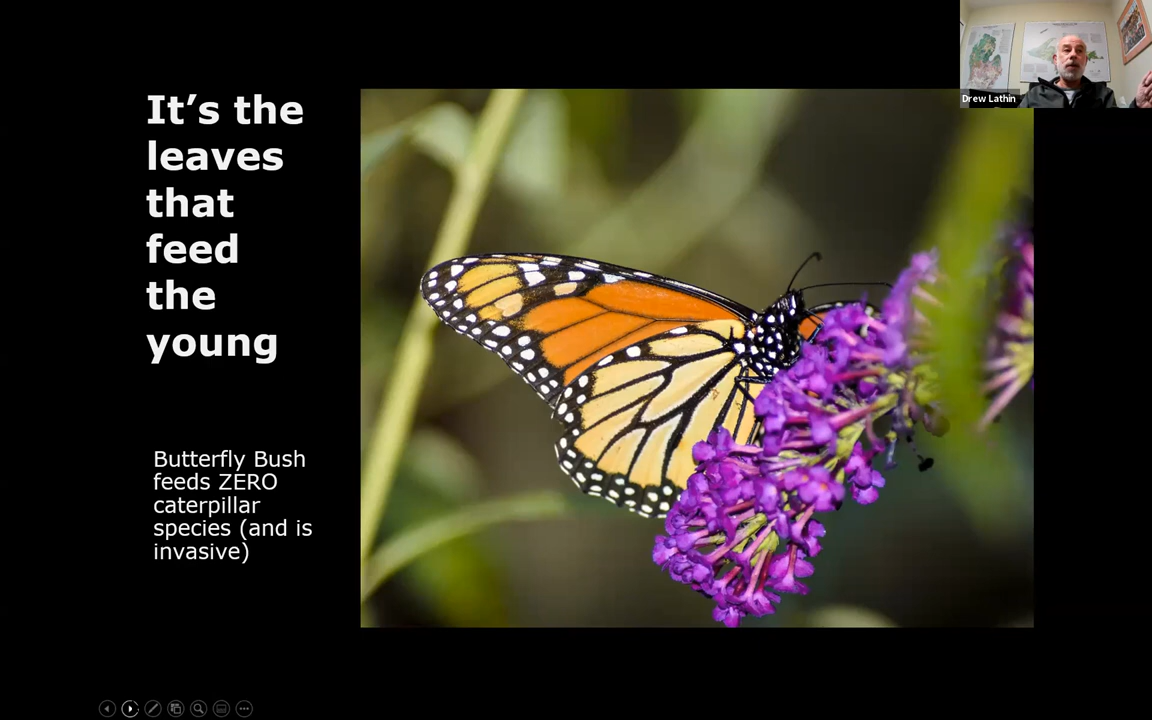 It’s the
leaves
that
feed
the
young
Butterfly Bush
feeds ZERO
caterpillar
species (and is
invasive)
Drew Lathin